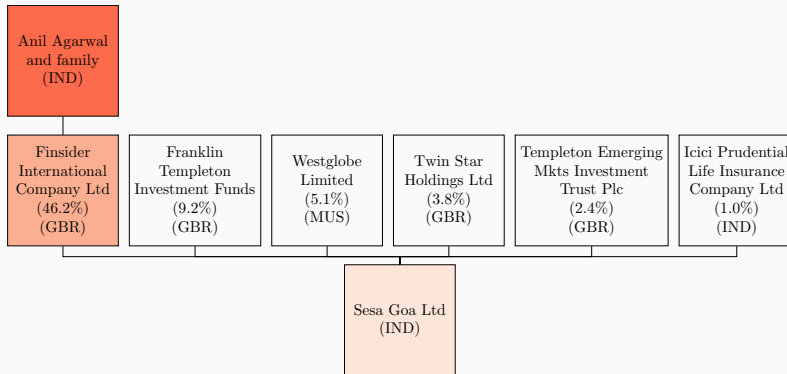 Anil Agarwal
and family
(IND)
Finsider
International
Company Ltd
(46.2%)
(GBR)
Franklin
Templeton
Investment Funds
(9.2%)
(GBR)
Westglobe
Limited
(5.1%)
(MUS)
Twin Star
Holdings Ltd
(3.8%)
(GBR)
Templeton Emerging
Mkts Investment
Trust Plc
(2.4%)
(GBR)
Icici Prudential
Life Insurance
Company Ltd
(1.0%)
(IND)
Sesa Goa Ltd
(IND)